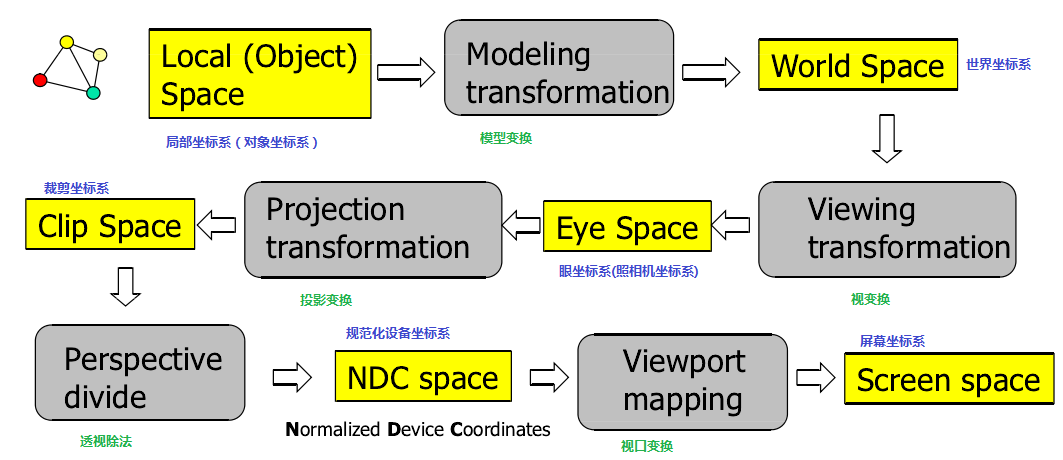 Local (Object)
Space
局部坐标系（对象坐标系）
Modeling
transformation
模型变换
World Space
世界坐标系
Viewing
transformation
视变换
Eye Space
眼坐标系(照相机坐标系)
Projection
transformation
投影变换
裁剪坐标系
Clip Space
Perspective
divide
透视除法
规范化设备坐标系
NDC space
Normalized Device Coordinates
Viewport
mapping
视口变换
屏幕坐标系
Screen space